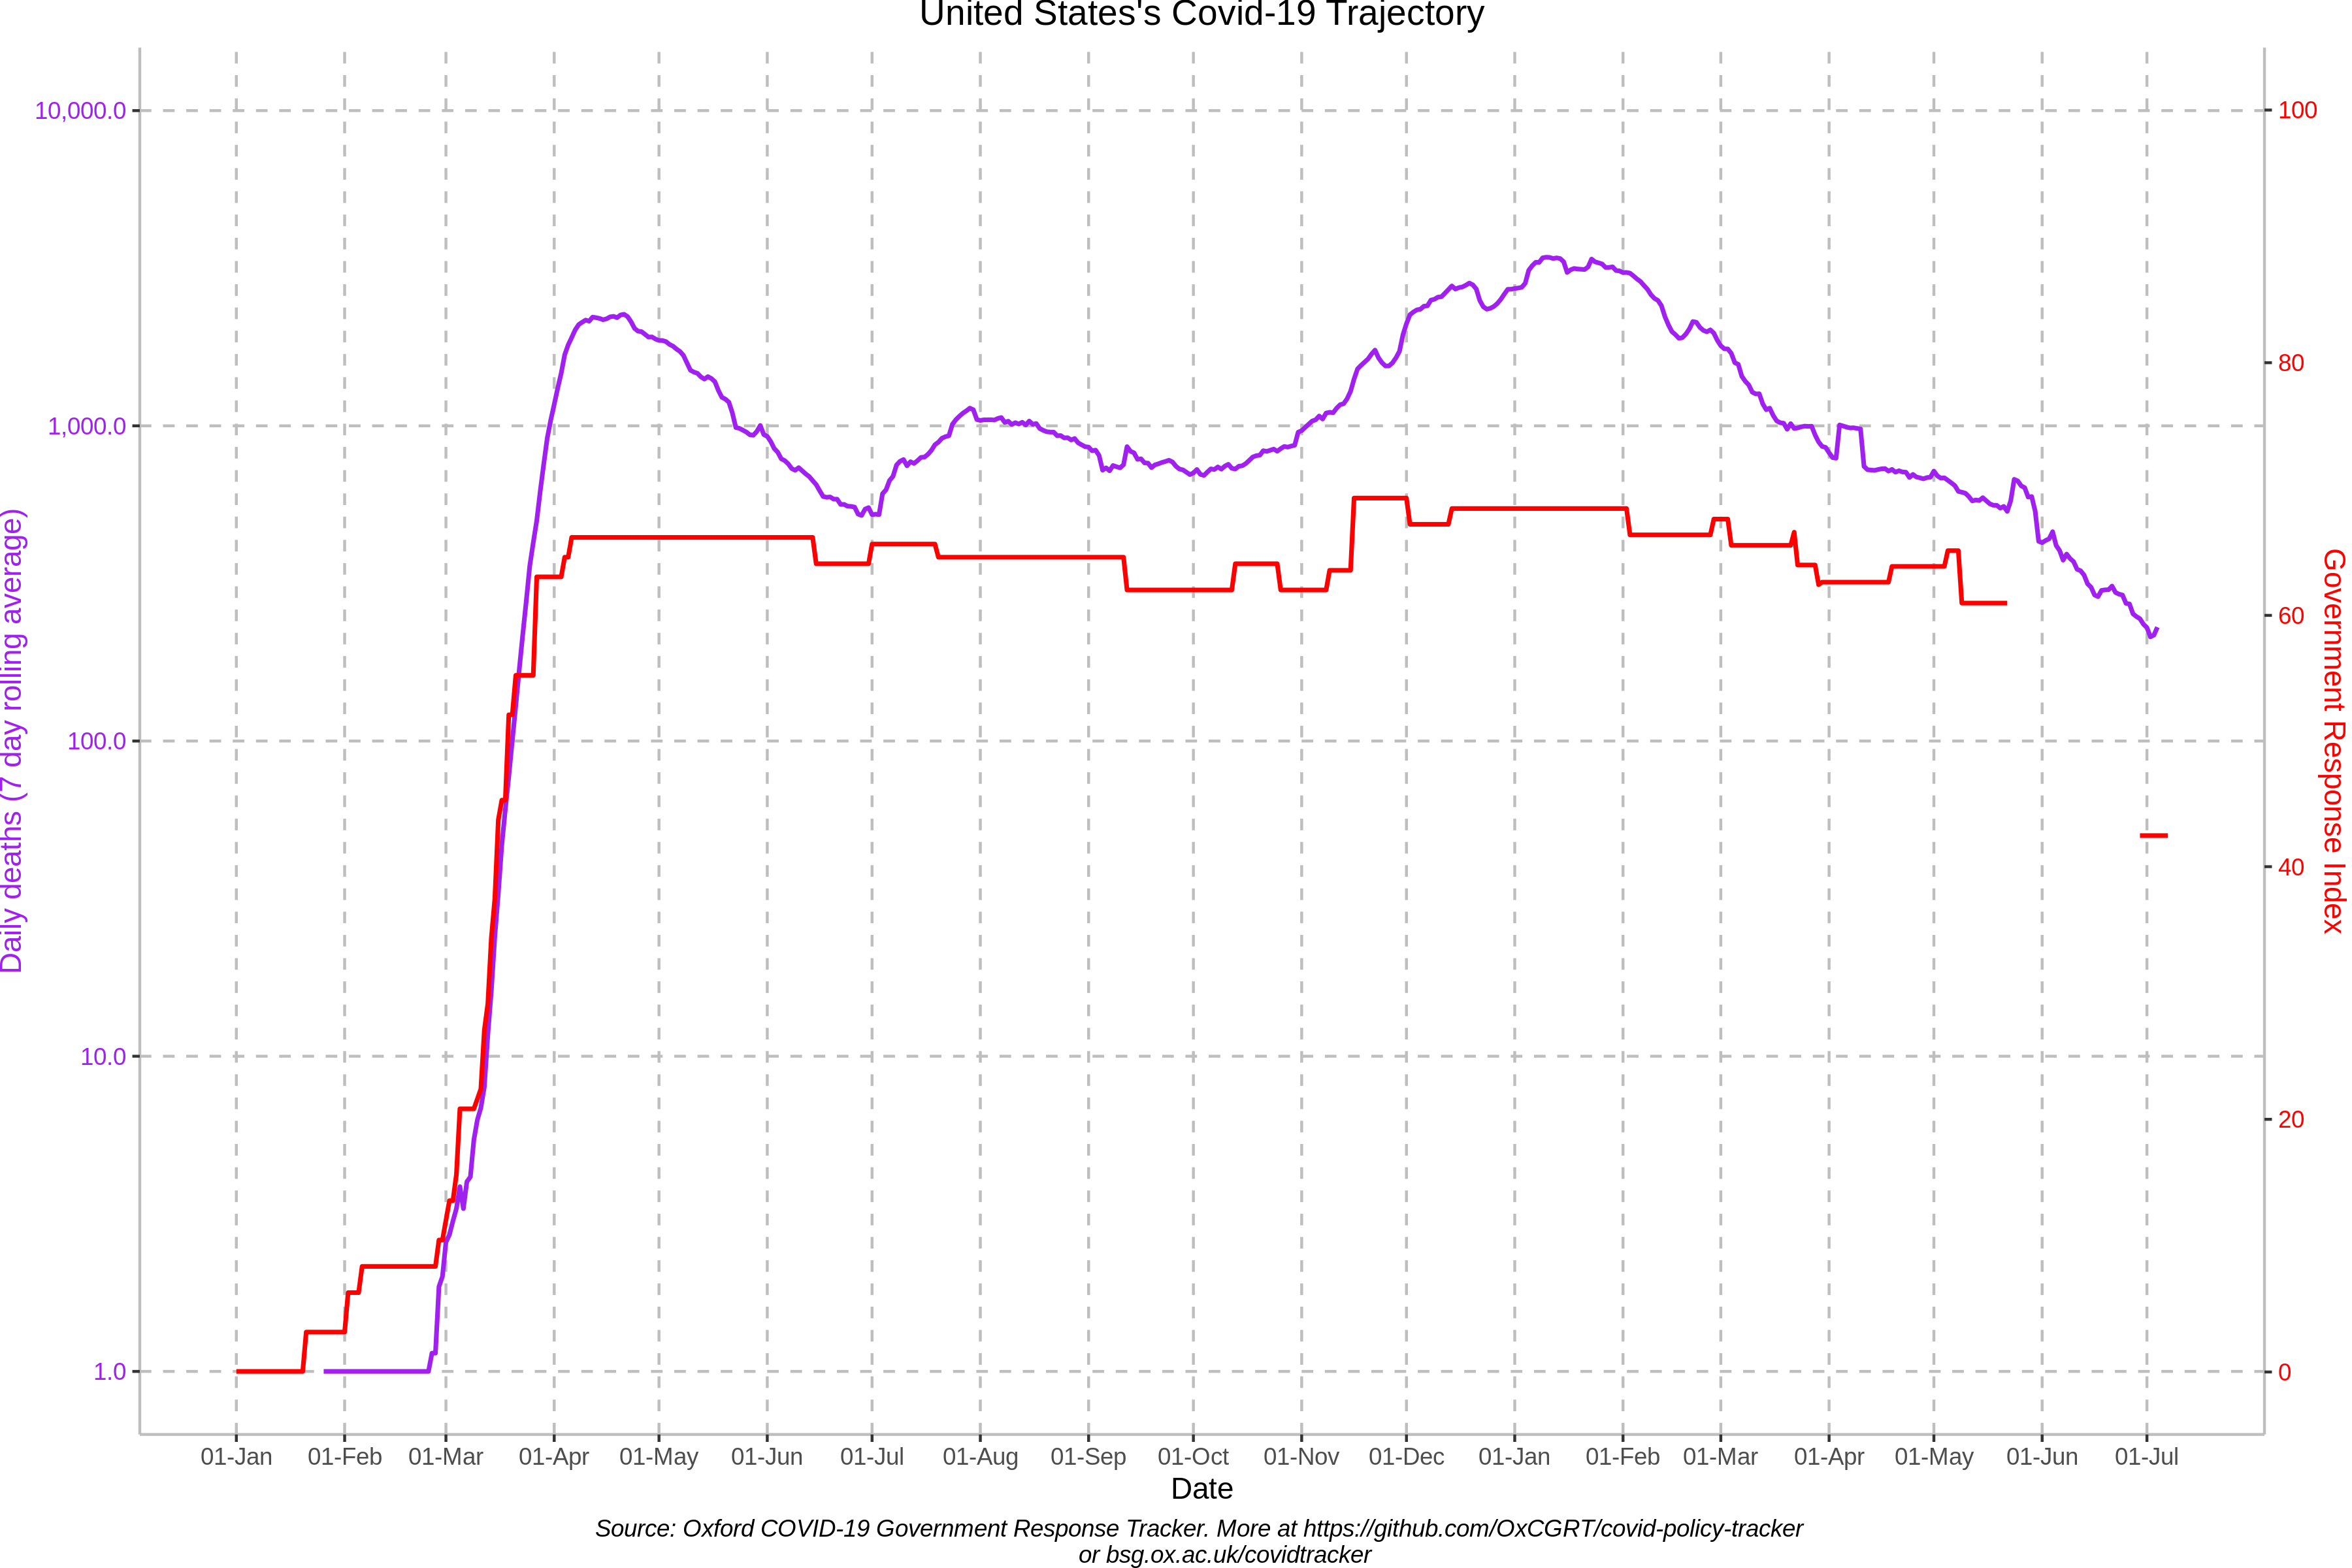 United States's Covid-19 Trajectory
10,000.0
1,000.0
100.0
10.0
1.0
Daily deaths (7 day rolling average)
100
80
60
40
20
0
Government Response Index
01-Jan 01-Feb 01-Mar 01-Apr 01-May 01-Jun 01-Jul 01-Aug 01-Sep 01-Oct 01-Nov 01-Dec 01-Jan 01-Feb 01-Mar 01-Apr 01-May 01-Jun 01-Jul
Date
Source: Oxford COVID-19 Government Response Tracker. More at https://github.com/OxCGRT/covid-policy-tracker
or bsg.ox.ac.uk/covidtracker